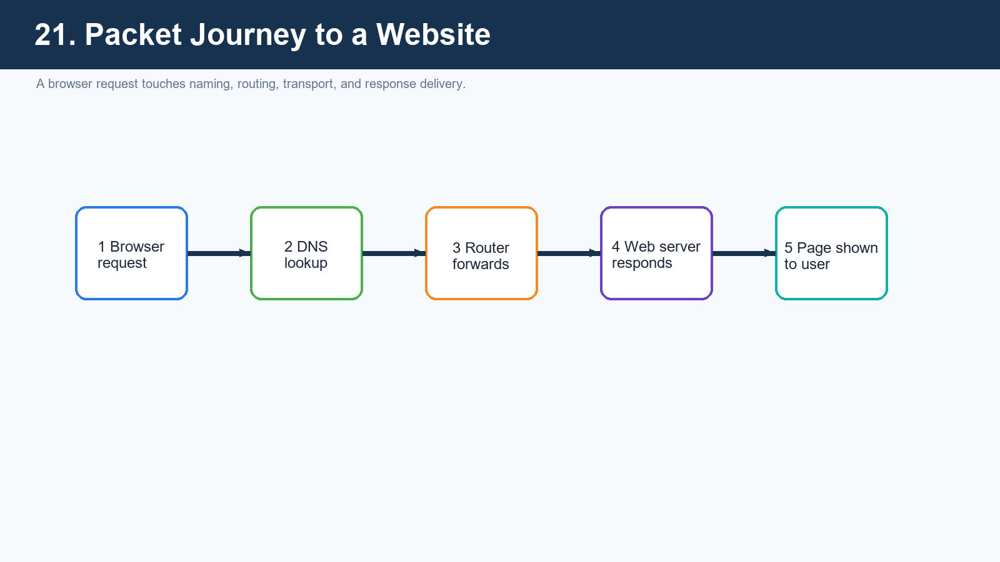 21. Packet Journey to a Website
A browser request touches naming, routing, transport, and response delivery.
1 Browser
request
2 DNS
lookup
3 Router
forwards
4 Web server
responds
5 Page shown
to user